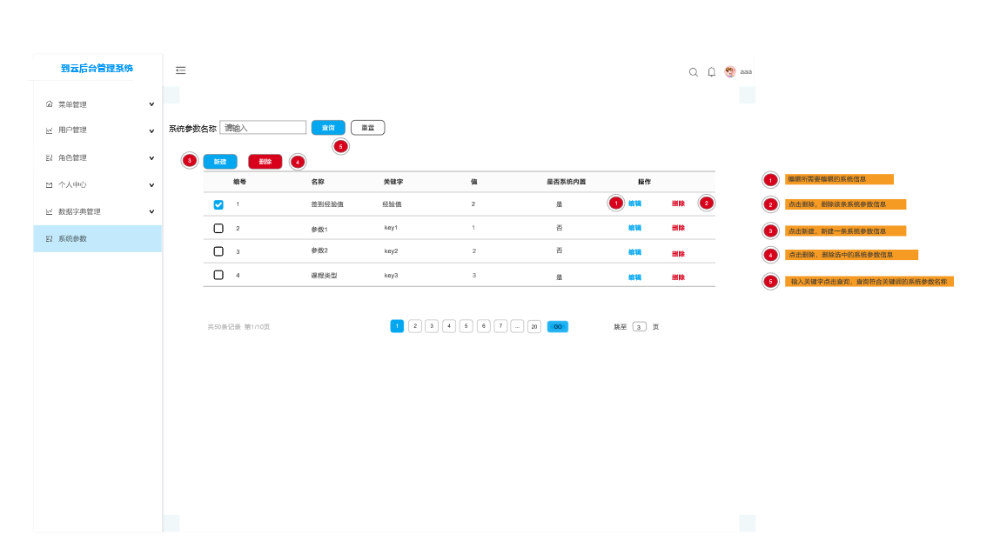 到云后台管理系统
aaa
菜单管理
用户管理
角色管理
个人中心
数据字典管理
系统参数
系统参数名称 请输入 查询 重置
5
3 新建 删除 4
编号 名称 关键字 值 是否系统内置 操作
1 签到经验值 经验值 2 是 1 编辑 删除 2
2 参数1 key1 1 否 编辑 删除
3 参数2 key2 2 否 编辑 删除
4 课程类型 key3 3 是 编辑 删除
共50条记录 第1/10页 1 2 3 4 5 6 7 ... 20 GO 跳至 3 页
1 编辑所需要编辑的系统信息
2 点击删除，删除该条系统参数信息
3 点击新建，新建一条系统参数信息
4 点击删除，删除选中的系统参数信息
5 输入关键字点击查询，查询符合关键词的系统参数名称